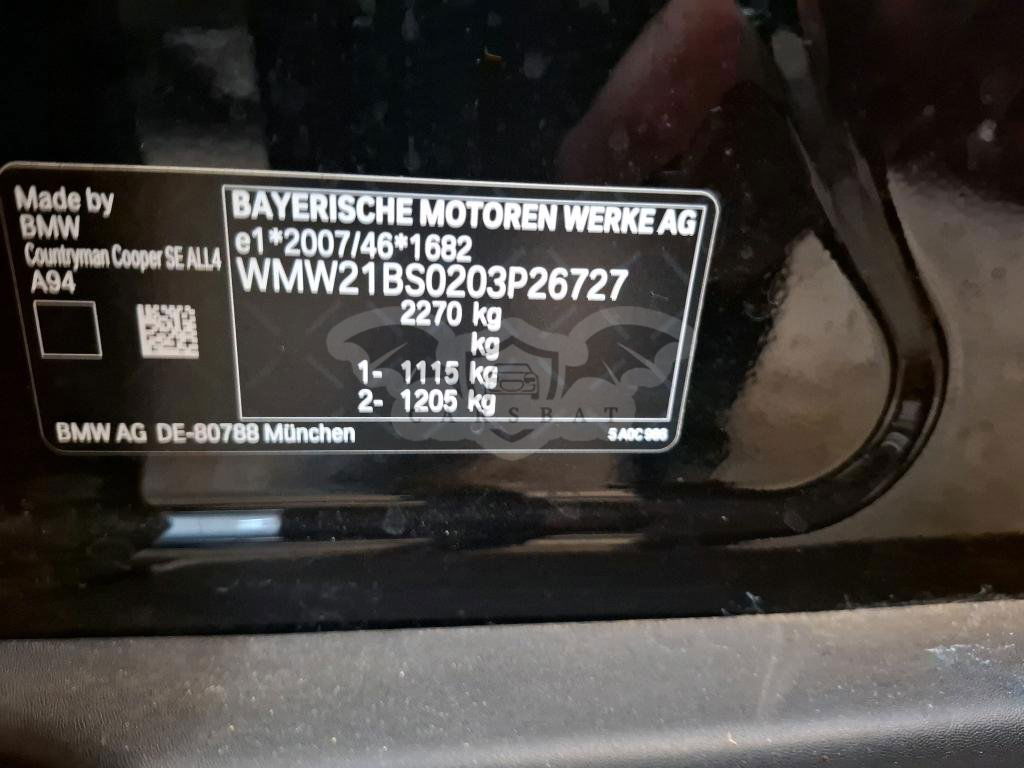 Made by
BMW
Countryman Cooper SE ALL4
A94
BAYERISCHE MOTOREN WERKE AG
e1*2007/46*1682
WMW21BS0203P26727
2270 kg
kg
1- 1115 kg
2- 1205 kg
CARSBAT
BMW AG DE-80788 München